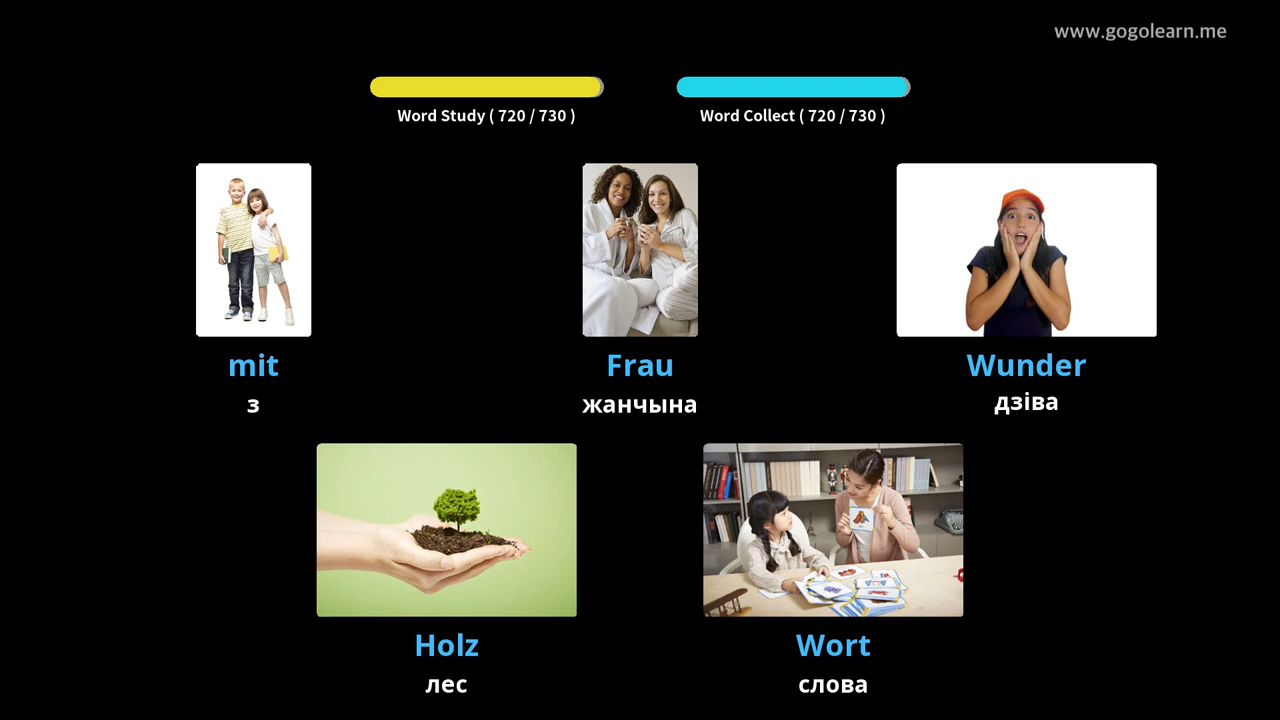 www.gogolearn.me
Word Study ( 720 / 730 )
Word Collect ( 720 / 730 )
mit
з
Frau
жанчына
Wunder
дзіва
Holz
лес
Wort
слова